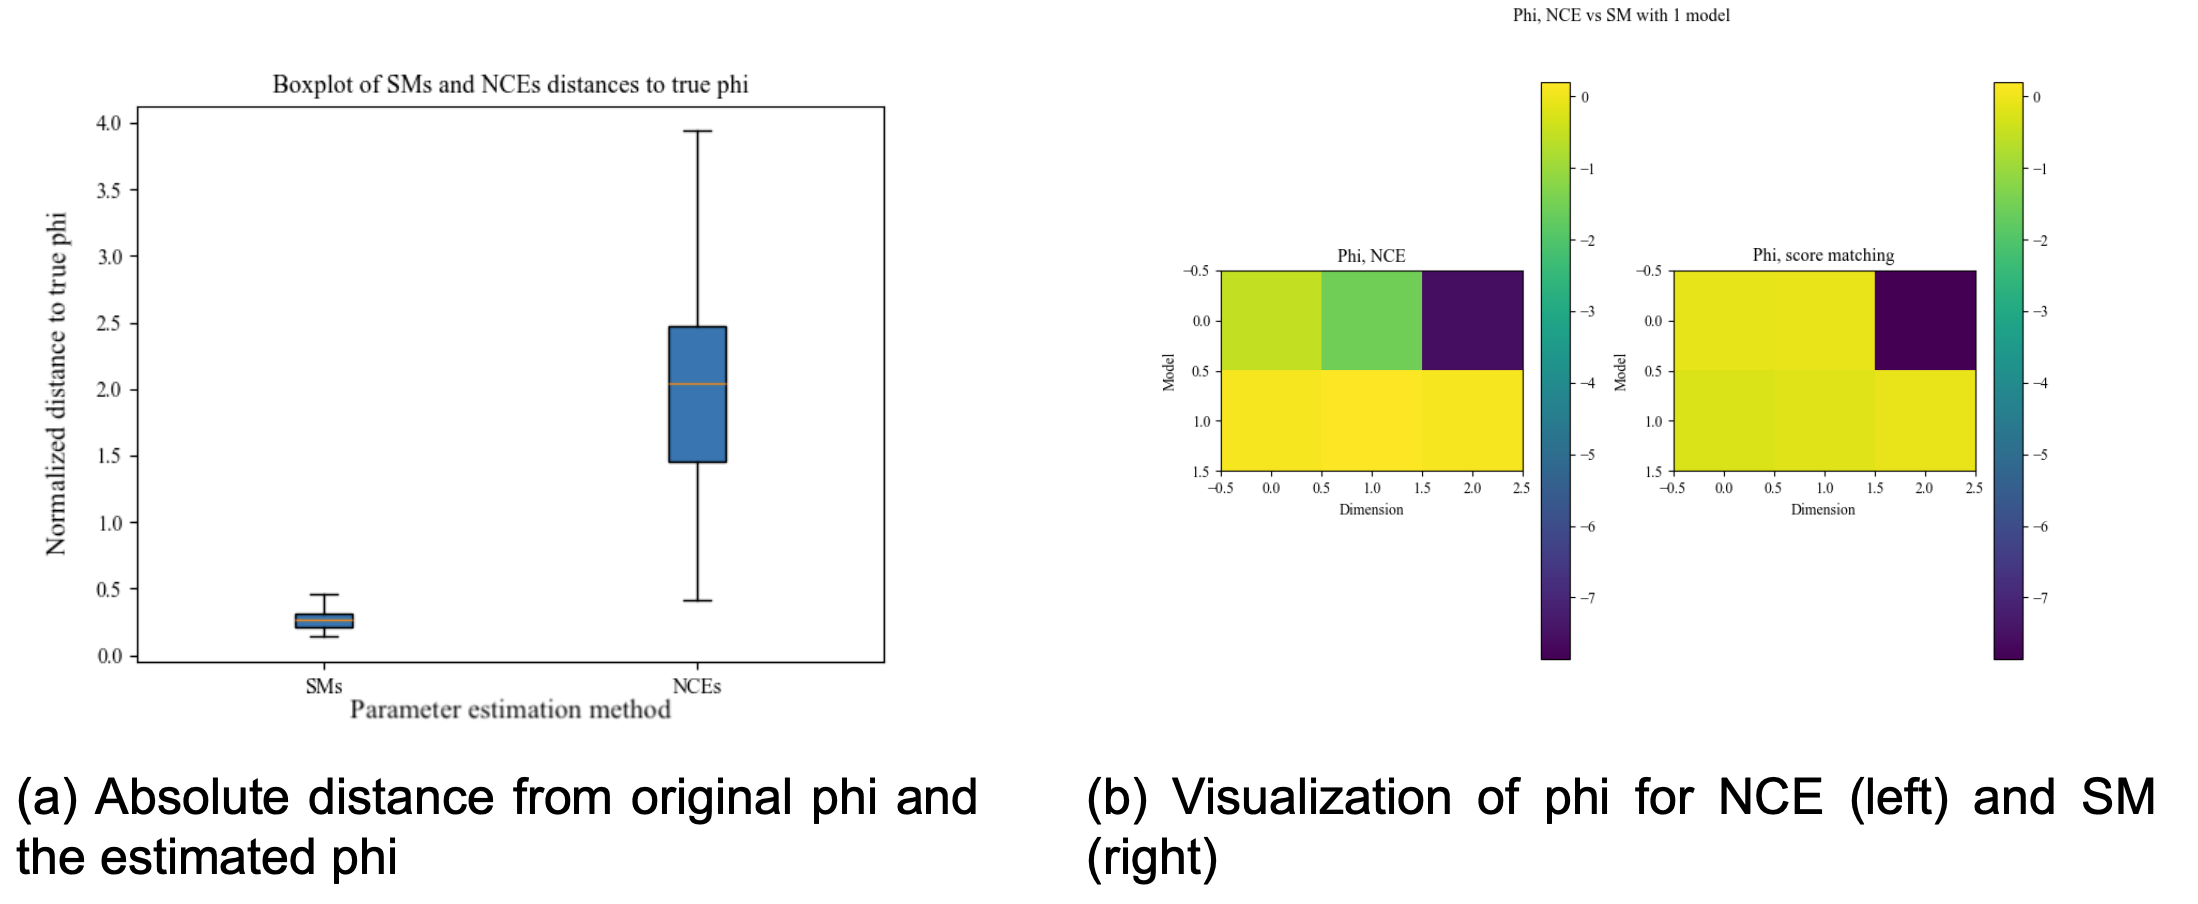 Phi, NCE vs SM with 1 model
Boxplot of SMs and NCEs distances to true phi
Normalized distance to true phi
4.0
3.5
3.0
2.5
2.0
1.5
1.0
0.5
0.0
SMs
NCEs
Parameter estimation method
Phi, NCE
Model
−0.5
0.0
0.5
1.0
1.5
−0.5 0.0 0.5 1.0 1.5 2.0 2.5
Dimension
0
−1
−2
−3
−4
−5
−6
−7
Phi, score matching
Model
−0.5
0.0
0.5
1.0
1.5
−0.5 0.0 0.5 1.0 1.5 2.0 2.5
Dimension
0
−1
−2
−3
−4
−5
−6
−7
(a) Absolute distance from original phi and
the estimated phi
(b) Visualization of phi for NCE (left) and SM
(right)